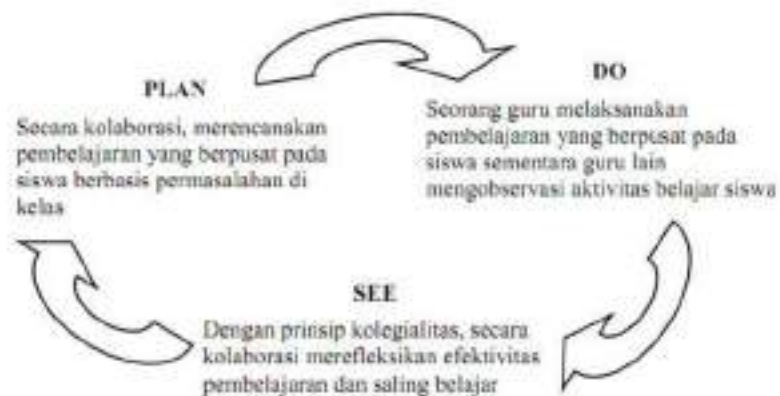 PLAN
Secara kolaborasi, merencanakan
pembelajaran yang berpusat pada
siswa berbasis permasalahan di
kelas
DO
Seorang guru melaksanakan
pembelajaran yang berpusat pada
siswa sementara guru lain
mengobservasi aktivitas belajar siswa
SEE
Dengan prinsip kolegialitas, secara
kolaborasi merefleksikan efektivitas
pembelajaran dan saling belajar